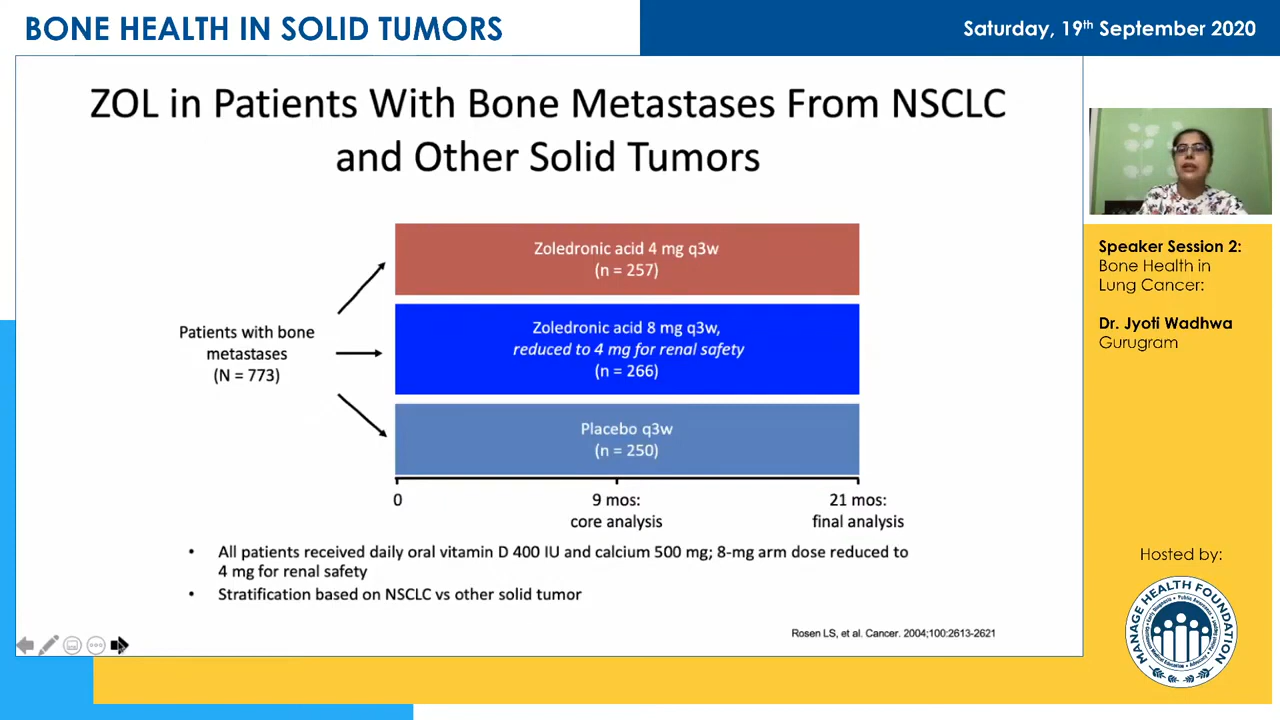 BONE HEALTH IN SOLID TUMORS
Saturday, 19th September 2020
ZOL in Patients With Bone Metastases From NSCLC
and Other Solid Tumors
Patients with bone
metastases
(N = 773)
Zoledronic acid 4 mg q3w
(n = 257)
Zoledronic acid 8 mg q3w,
reduced to 4 mg for renal safety
(n = 266)
Placebo q3w
(n = 250)
0
9 mos:
core analysis
21 mos:
final analysis
• All patients received daily oral vitamin D 400 IU and calcium 500 mg; 8-mg arm dose reduced to
4 mg for renal safety
• Stratification based on NSCLC vs other solid tumor
Rosen LS, et al. Cancer. 2004;100:2613-2621
Speaker Session 2:
Bone Health in
Lung Cancer:
Dr. Jyoti Wadhwa
Gurugram
Hosted by:
MANAGE HEALTH FOUNDATION